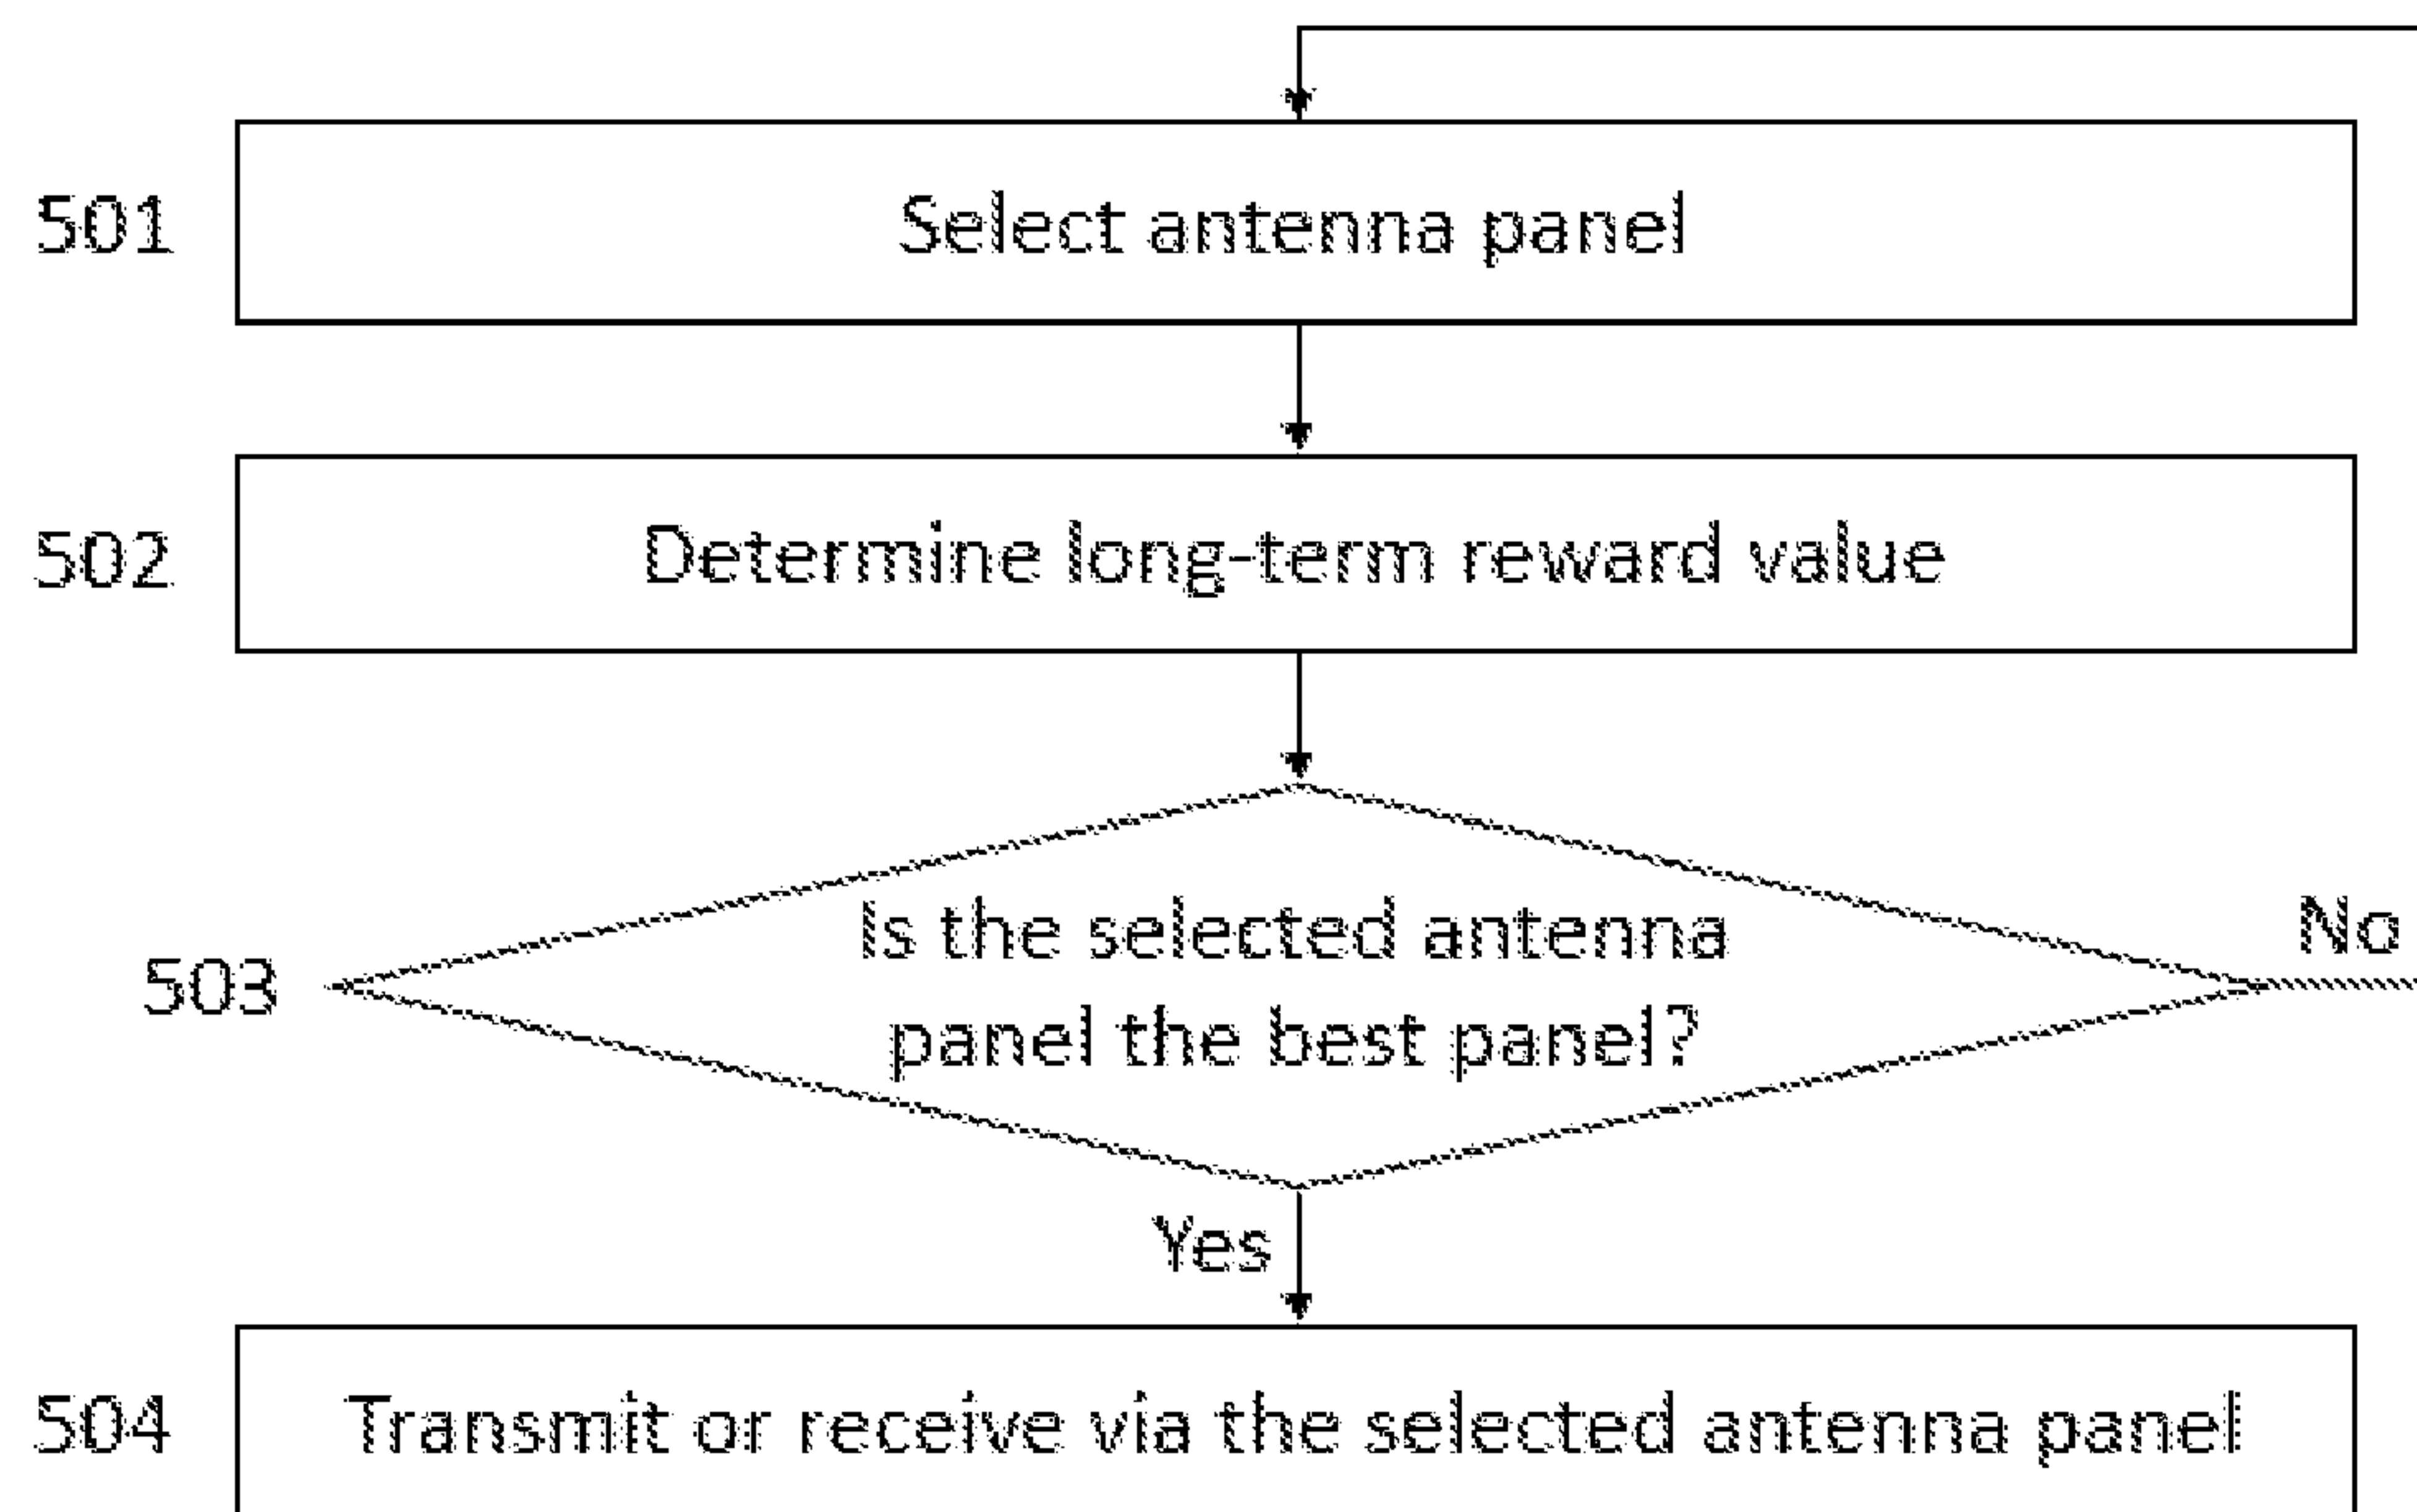 501
Select antenna panel
502
Determine long-term reward value
503
Is the selected antenna
panel the best panel?
No
Yes
504
Transmit or receive via the selected antenna panel